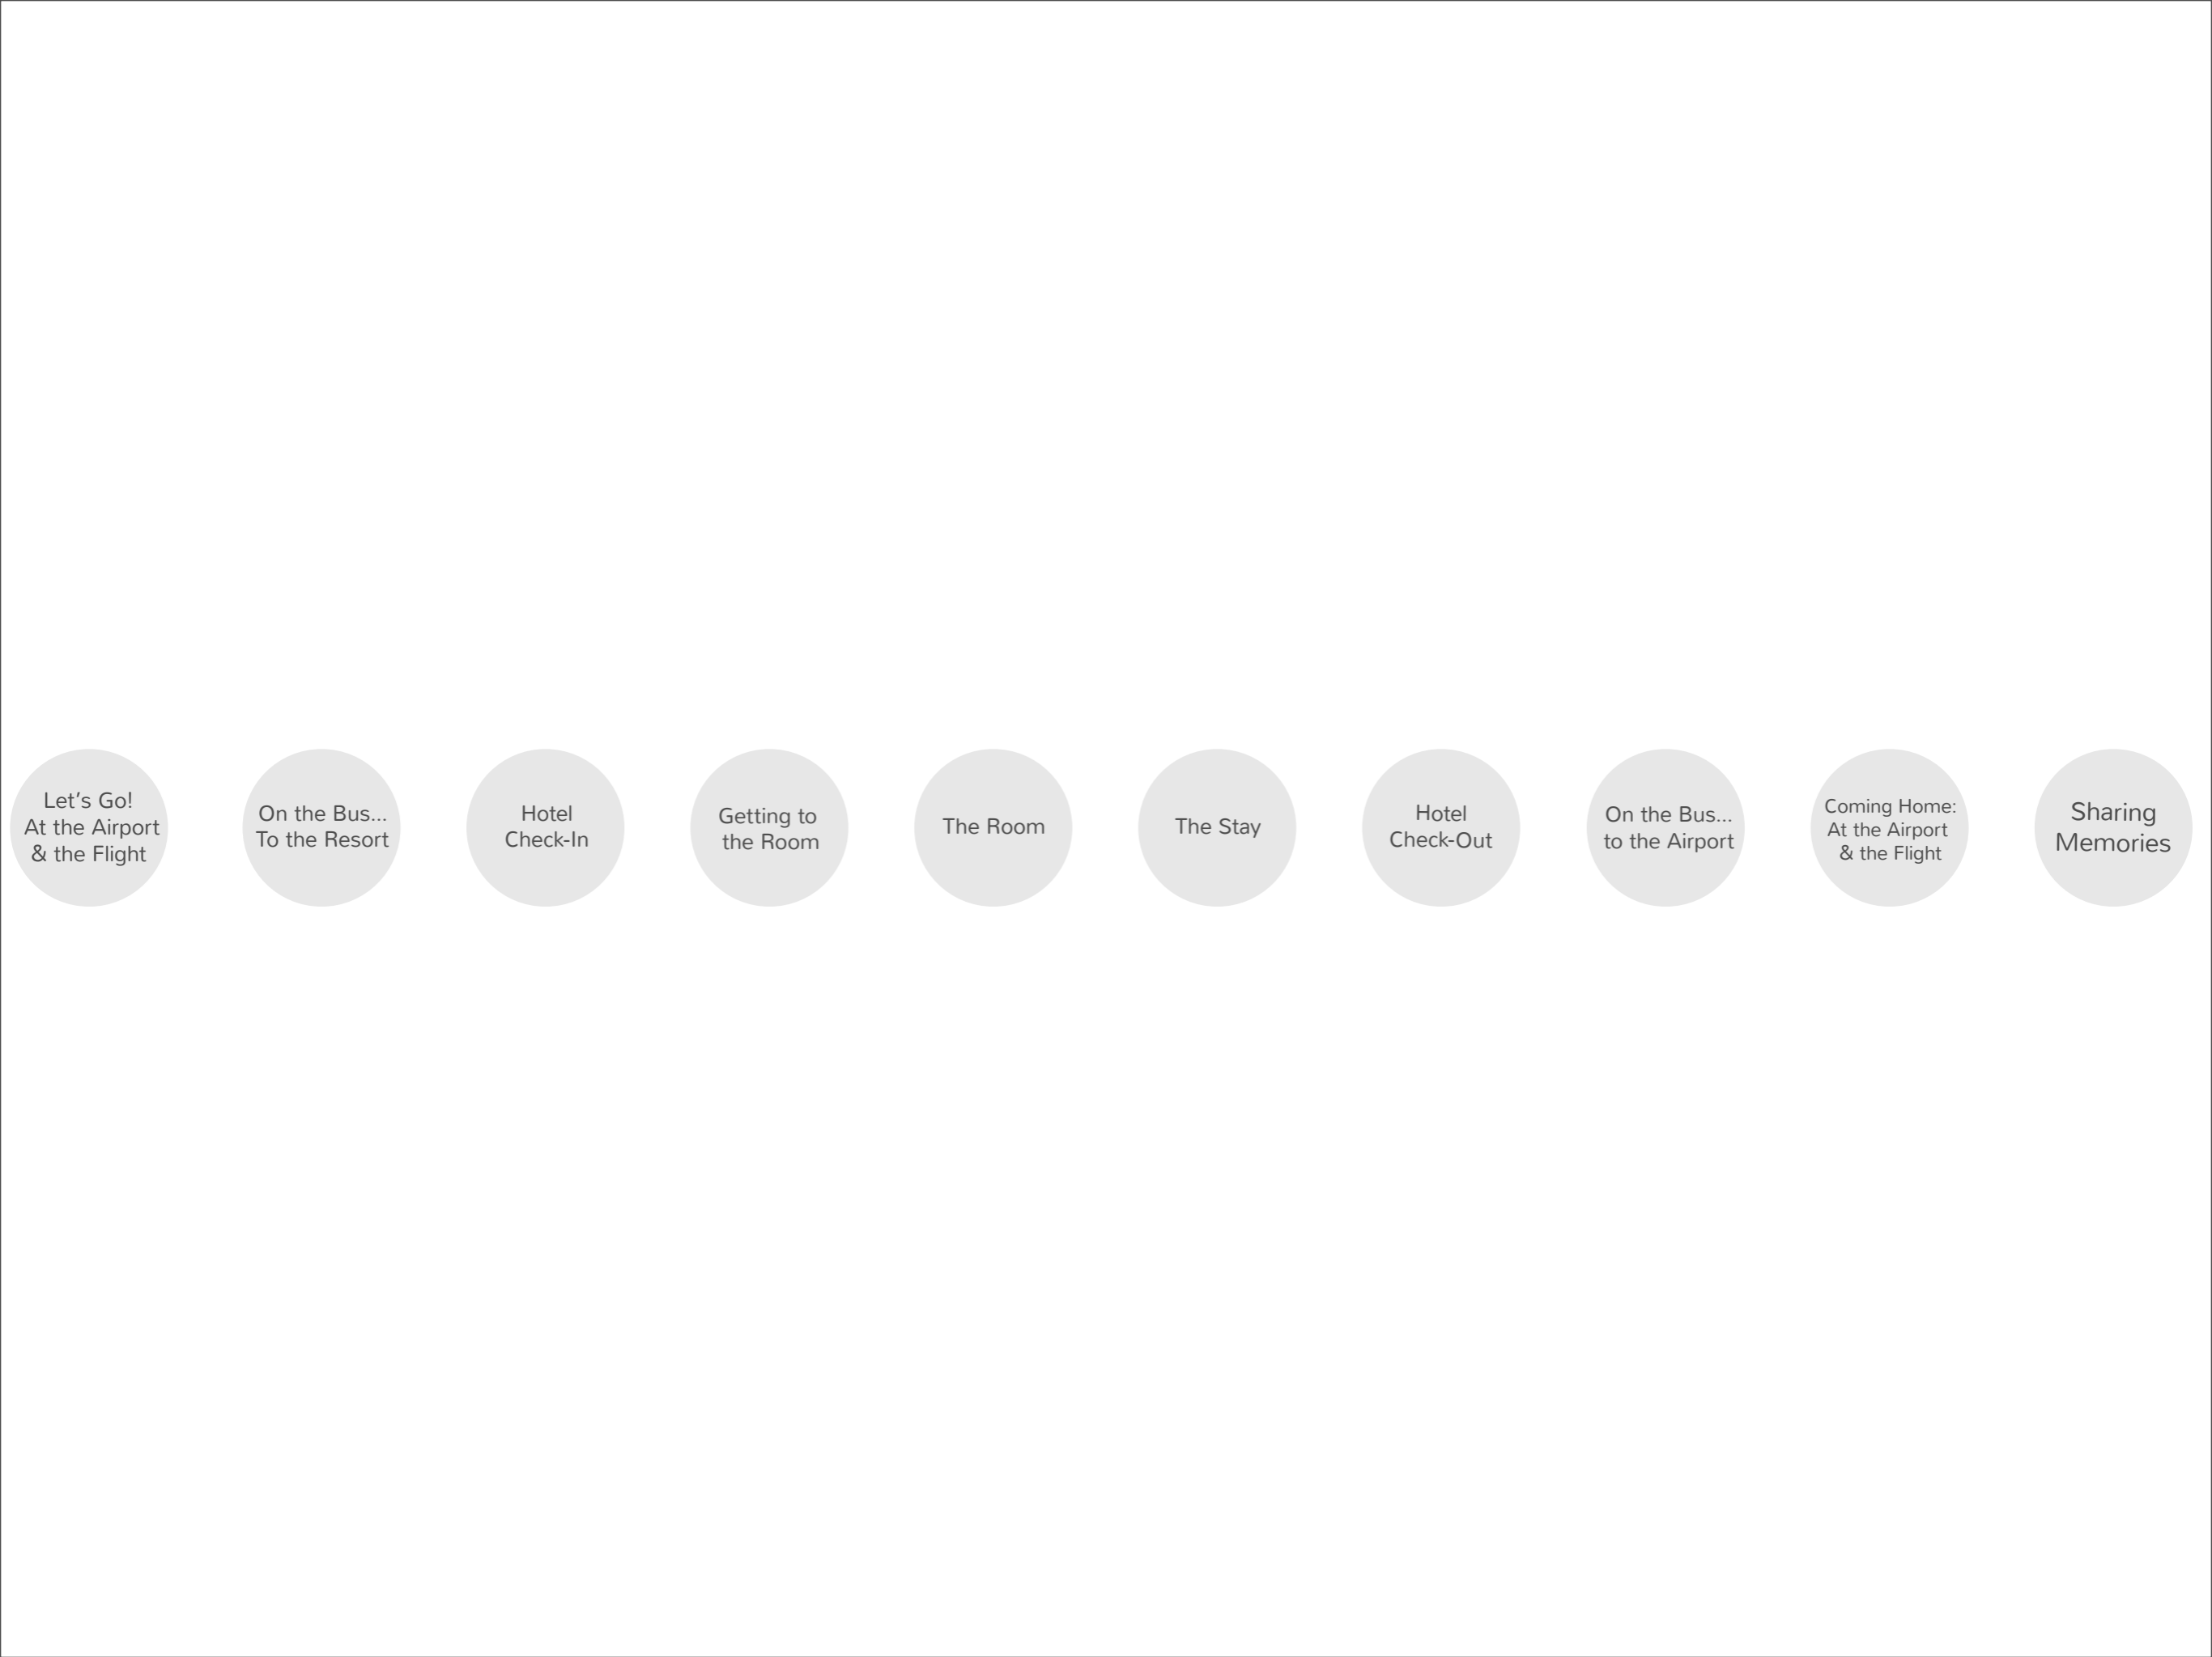 Let’s Go!
At the Airport
& the Flight
On the Bus...
To the Resort
Hotel
Check-In
Getting to
the Room
The Room
The Stay
Hotel
Check-Out
On the Bus...
to the Airport
Coming Home:
At the Airport
& the Flight
Sharing
Memories